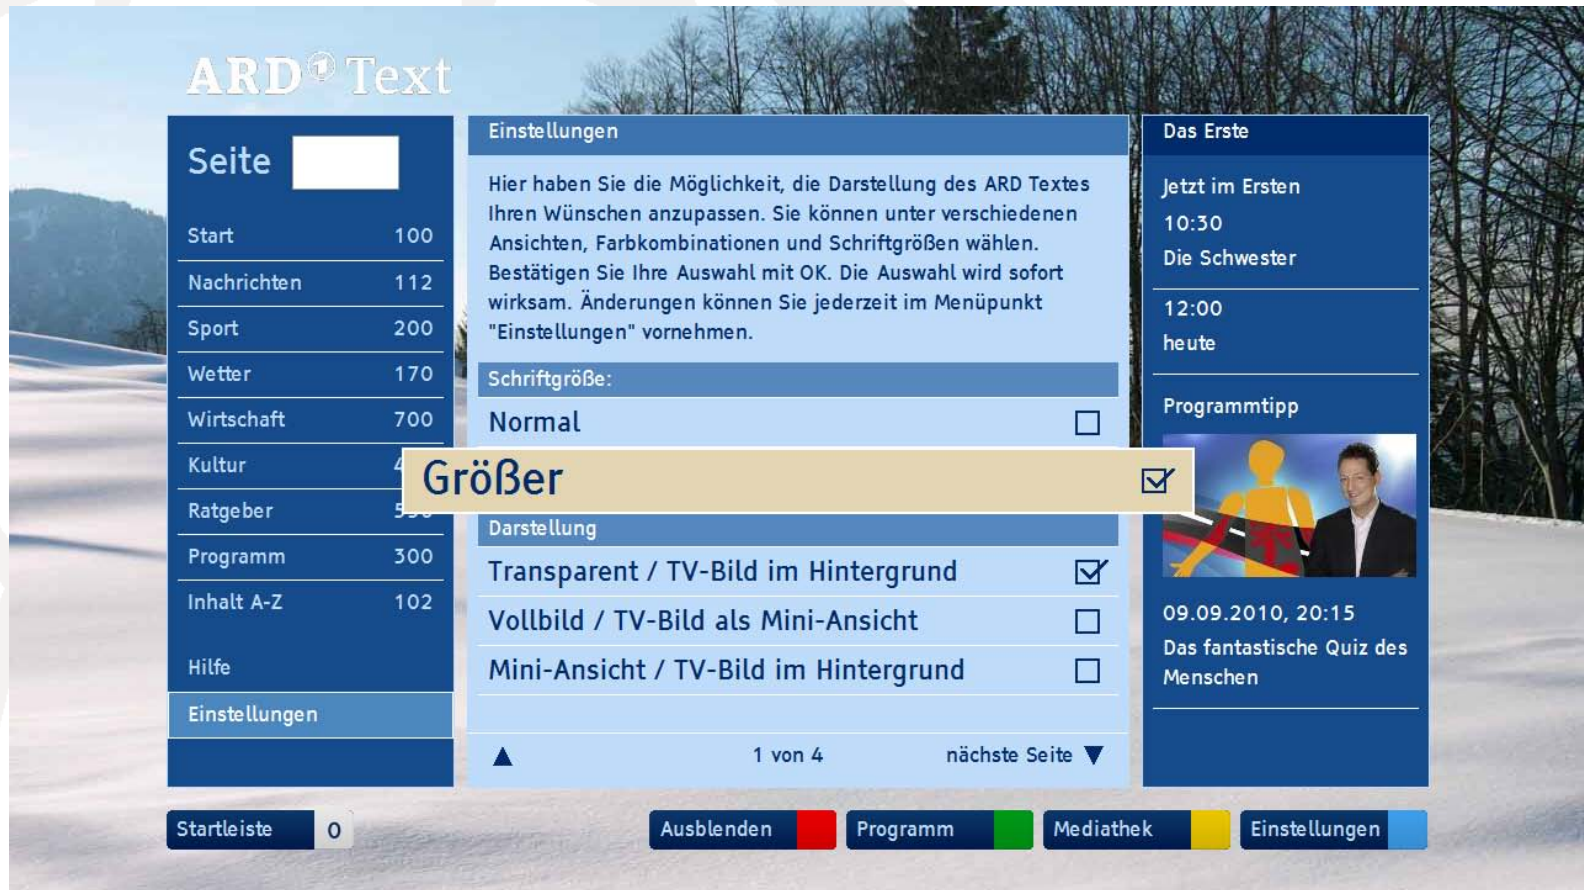 ARD 1 Text
Seite
Start 100
Nachrichten 112
Sport 200
Wetter 170
Wirtschaft 700
Kultur
Ratgeber
Programm 300
Inhalt A-Z 102
Hilfe
Einstellungen
Einstellungen
Hier haben Sie die Möglichkeit, die Darstellung des ARD Textes
Ihren Wünschen anzupassen. Sie können unter verschiedenen
Ansichten, Farbkombinationen und Schriftgrößen wählen.
Bestätigen Sie Ihre Auswahl mit OK. Die Auswahl wird sofort
wirksam. Änderungen können Sie jederzeit im Menüpunkt
"Einstellungen" vornehmen.
Schriftgröße:
Normal
Größer
Darstellung
Transparent / TV-Bild im Hintergrund
Vollbild / TV-Bild als Mini-Ansicht
Mini-Ansicht / TV-Bild im Hintergrund
1 von 4 nächste Seite
Das Erste
Jetzt im Ersten
10:30
Die Schwester
12:00
heute
Programmtipp
09.09.2010, 20:15
Das fantastische Quiz des
Menschen
Startleiste 0
Ausblenden
Programm
Mediathek
Einstellungen